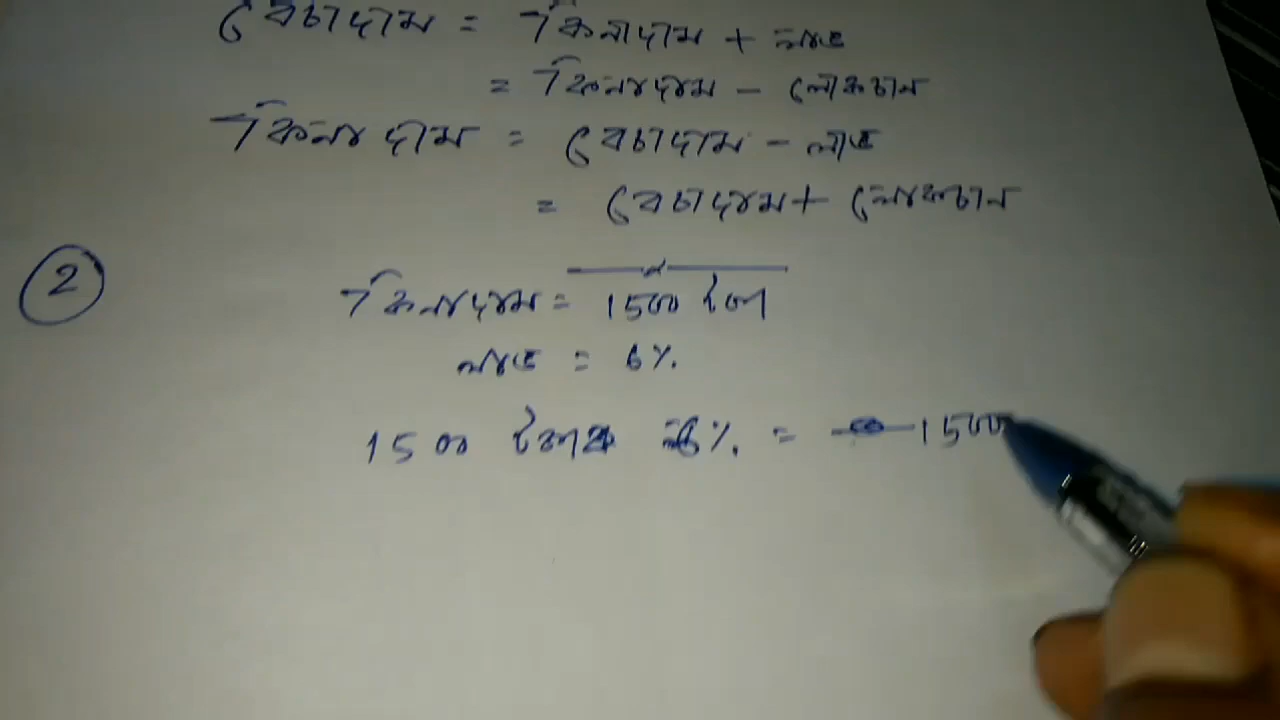 বেচাদাম = কিনাদাম + লাভ
= কিনাদাম - লোকচান
কিনাদাম = বেচাদাম - লাভ
= বেচাদাম + লোকচান
2 কিনাদাম = 1500 টকা
লাভ = 6%
1500 টকাৰ 6% = 1500